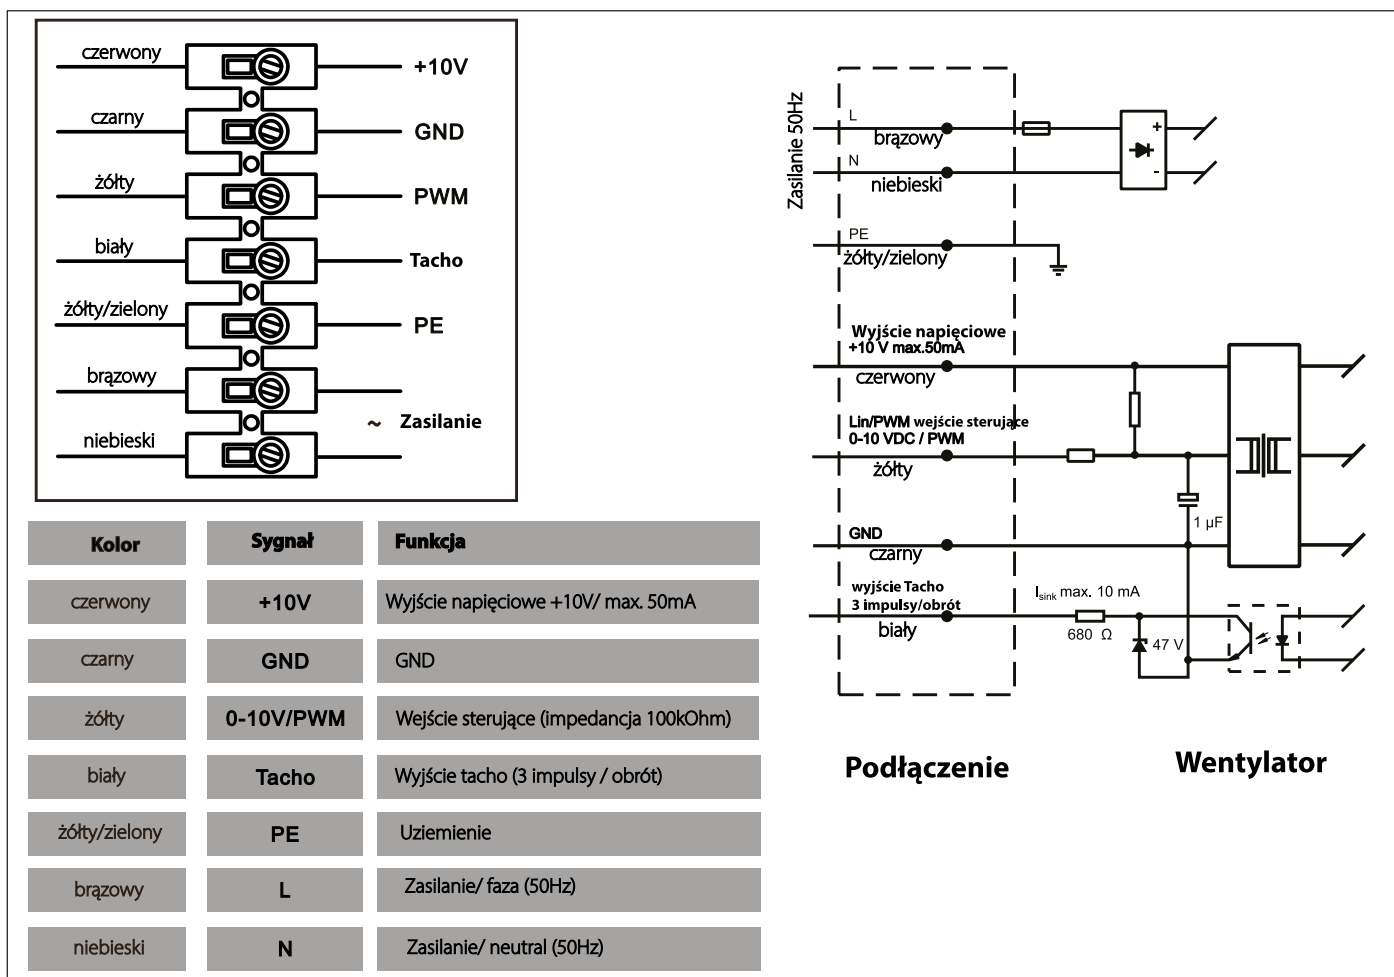 czerwony +10V
czarny GND
żółty PWM
biały Tacho
żółty/zielony PE
brązowy
~ Zasilanie
niebieski
Kolor Sygnał Funkcja
czerwony +10V Wyjście napięciowe +10V/ max. 50mA
czarny GND GND
żółty 0-10V/PWM Wejście sterujące (impedancja 100kOhm)
biały Tacho Wyjście tacho (3 impulsy / obrót)
żółty/zielony PE Uziemienie
brązowy L Zasilanie/ faza (50Hz)
niebieski N Zasilanie/ neutral (50Hz)
Zasilanie 50Hz
L
brązowy
N
niebieski
PE
żółty/zielony
+
-
Wyjście napięciowe
+10 V max.50mA
czerwony
Lin/PWM wejście sterujące
0-10 VDC / PWM
żółty
1 µF
GND
czarny
wyjście Tacho
3 impulsy/obrót
biały
Isink max. 10 mA
680 Ω
47 V
Podłączenie
Wentylator